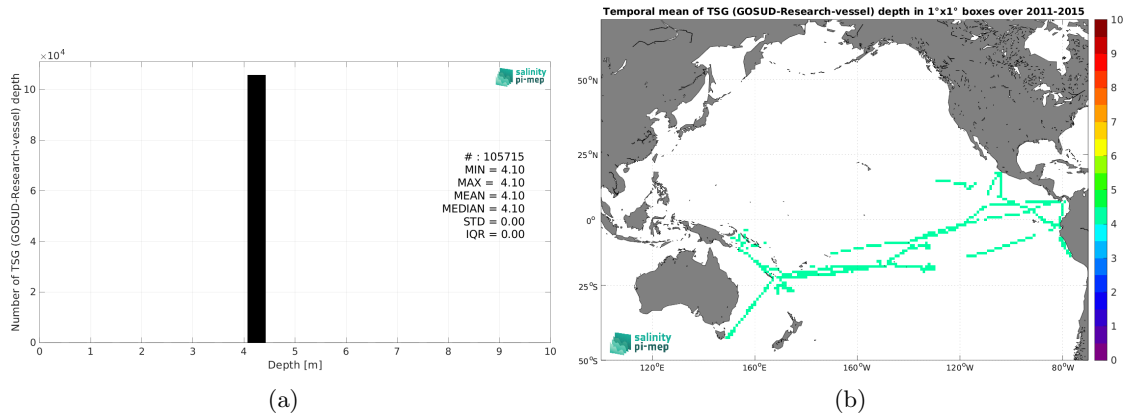 ×10⁴
10
8
6
4
2
0
Number of TSG (GOSUD-Research-vessel) depth
salinity
pi-mep
# : 105715
MIN = 4.10
MAX = 4.10
MEAN = 4.10
MEDIAN = 4.10
STD = 0.00
IQR = 0.00
0 1 2 3 4 5 6 7 8 9 10
Depth [m]
(a)
Temporal mean of TSG (GOSUD-Research-vessel) depth in 1°x1° boxes over 2011-2015
50°N
25°N
0°
25°S
50°S
salinity
pi-mep
120°E 160°E 160°W 120°W 80°W
10
9
8
7
6
5
4
3
2
1
0
(b)